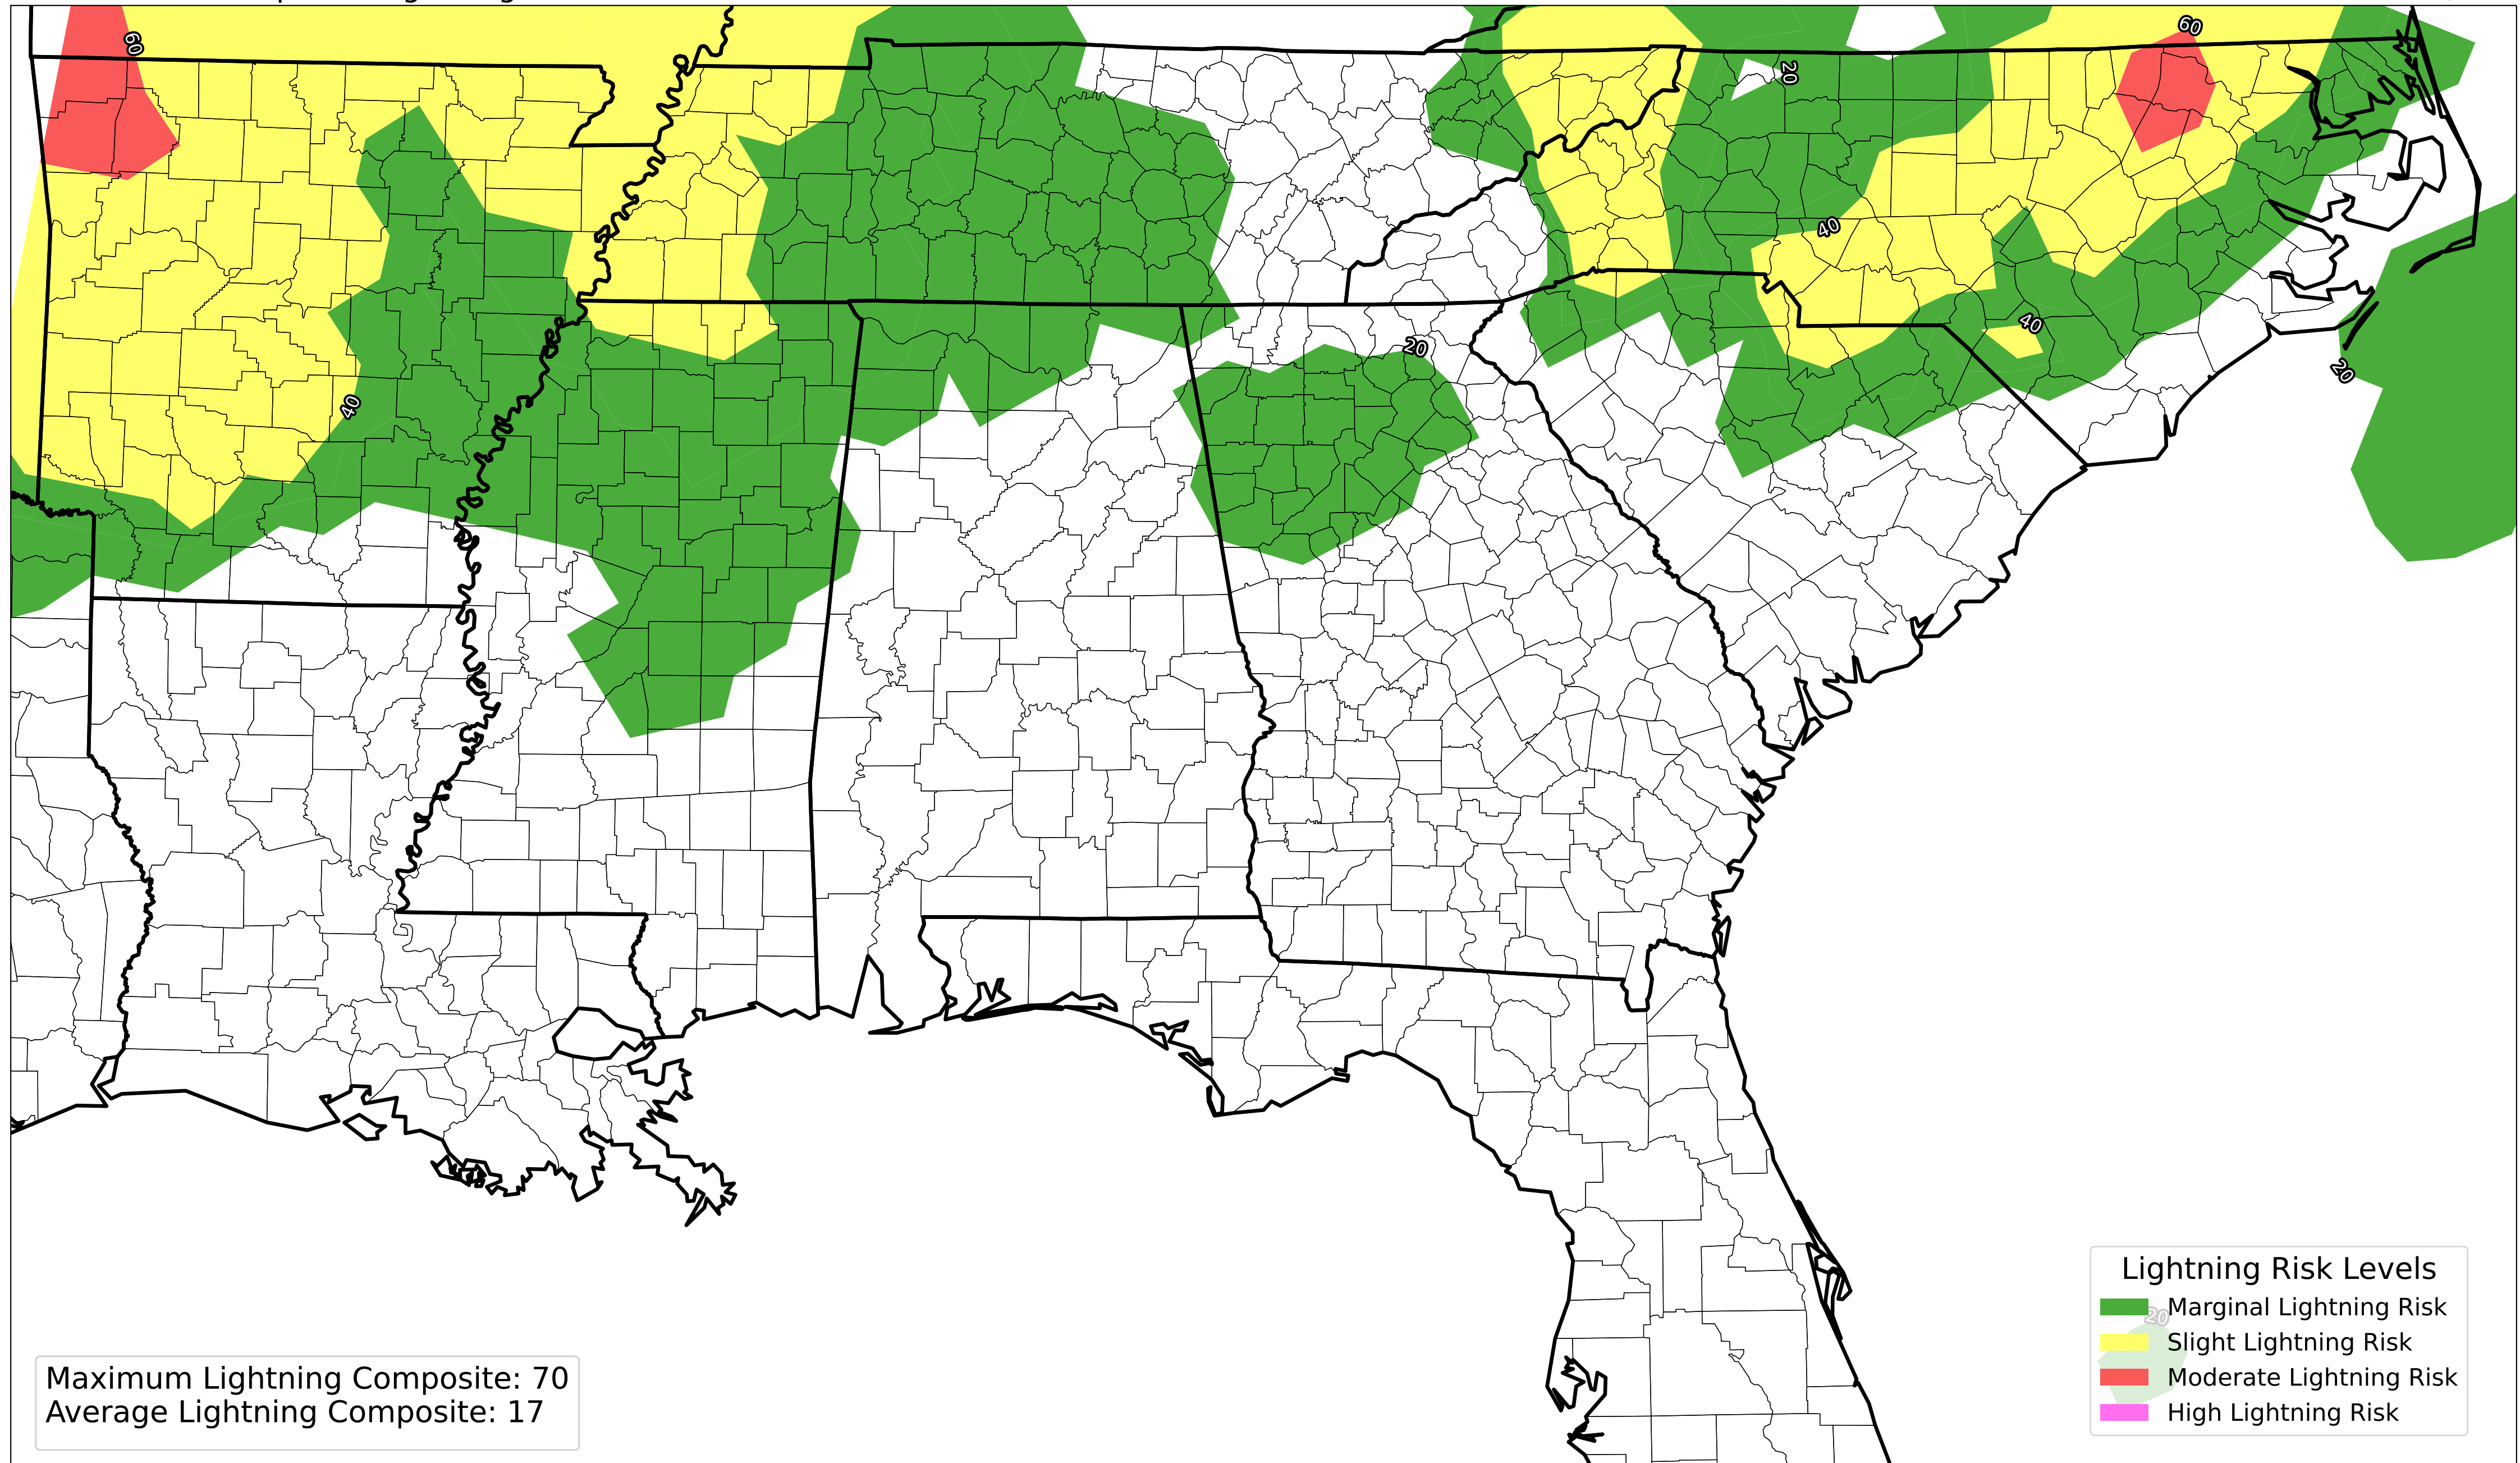 60
60
20
40
40
20
20
40
Lightning Risk Levels
Marginal Lightning Risk
20
Slight Lightning Risk
Moderate Lightning Risk
High Lightning Risk
Maximum Lightning Composite: 70
Average Lightning Composite: 17